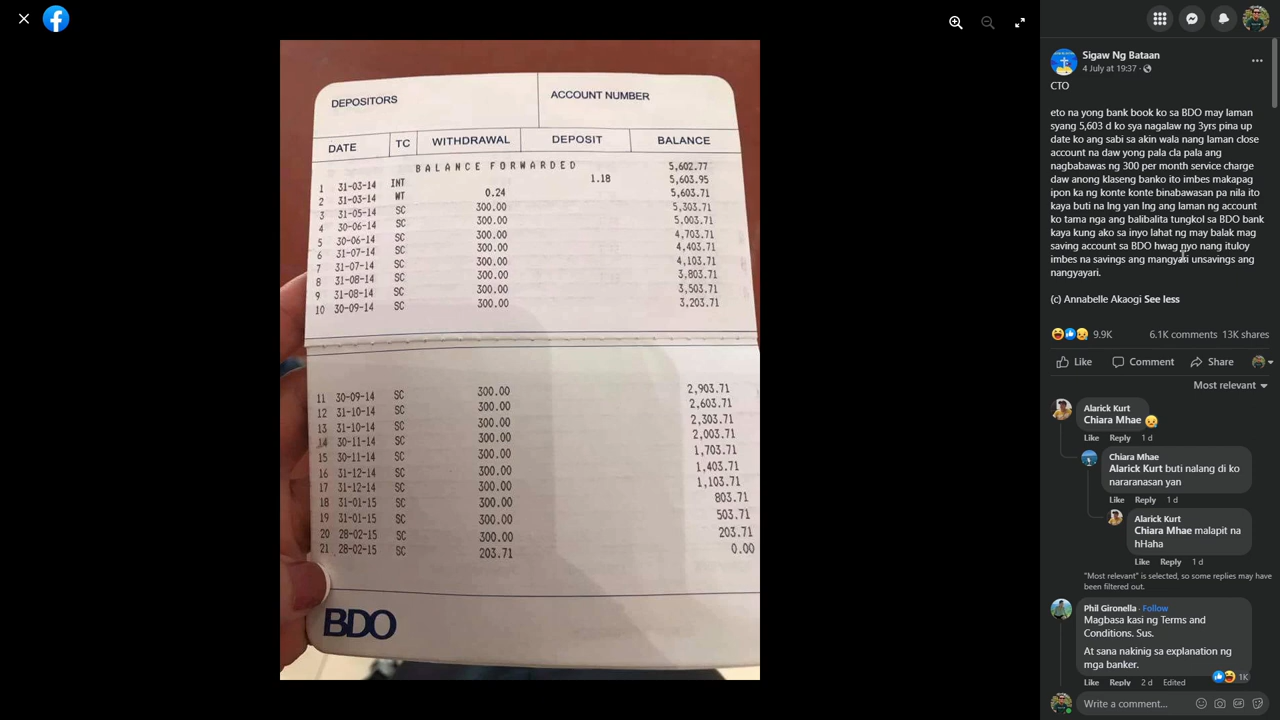 DEPOSITORS
ACCOUNT NUMBER
DATE TC WITHDRAWAL DEPOSIT BALANCE
BALANCE FORWARDED 5,602.77
1 31-03-14 INT 1.18 5,603.95
2 31-03-14 WT 0.24 5,603.71
3 31-05-14 SC 300.00 5,303.71
4 30-06-14 SC 300.00 5,003.71
5 30-06-14 SC 300.00 4,703.71
6 31-07-14 SC 300.00 4,403.71
7 31-07-14 SC 300.00 4,103.71
8 31-08-14 SC 300.00 3,803.71
9 31-08-14 SC 300.00 3,503.71
10 30-09-14 SC 300.00 3,203.71
11 30-09-14 SC 300.00 2,903.71
12 31-10-14 SC 300.00 2,603.71
13 31-10-14 SC 300.00 2,303.71
14 30-11-14 SC 300.00 2,003.71
15 30-11-14 SC 300.00 1,703.71
16 31-12-14 SC 300.00 1,403.71
17 31-12-14 SC 300.00 1,103.71
18 31-01-15 SC 300.00 803.71
19 31-01-15 SC 300.00 503.71
20 28-02-15 SC 300.00 203.71
21 28-02-15 SC 203.71 0.00
BDO
Sigaw Ng Bataan
4 July at 19:37
CTO
eto na yong bank book ko sa BDO may laman
syang 5,603 d ko sya nagalaw ng 3yrs pina up
date ko ang sabi sa akin wala nang laman close
account na daw yong pala cla pala ang
nagbabawas ng 300 per month service charge
daw anong klaseng banko ito imbes makapag
ipon ka ng konte konte binabawasan pa nila ito
kaya buti na lng yan lng ang laman ng account
ko tama nga ang balibalita tungkol sa BDO bank
kaya kung ako sa inyo lahat ng may balak mag
saving account sa BDO hwag nyo nang ituloy
imbes na savings ang mangyari unsavings ang
nangyayari.
(c) Annabelle Akaogi See less
9.9K 6.1K comments 13K shares
Like Comment Share
Most relevant
Alarick Kurt
Chiara Mhae
Like Reply 1 d
Chiara Mhae
Alarick Kurt buti nalang di ko
nararanasan yan
Like Reply 1 d
Alarick Kurt
Chiara Mhae malapit na
hHaha
Like Reply 1 d
"Most relevant" is selected, so some replies may have
been filtered out.
Phil Gironella · Follow
Magbasa kasi ng Terms and
Conditions. Sus.
At sana nakinig sa explanation ng
mga banker.
1K
Like Reply 2 d Edited
Write a comment...